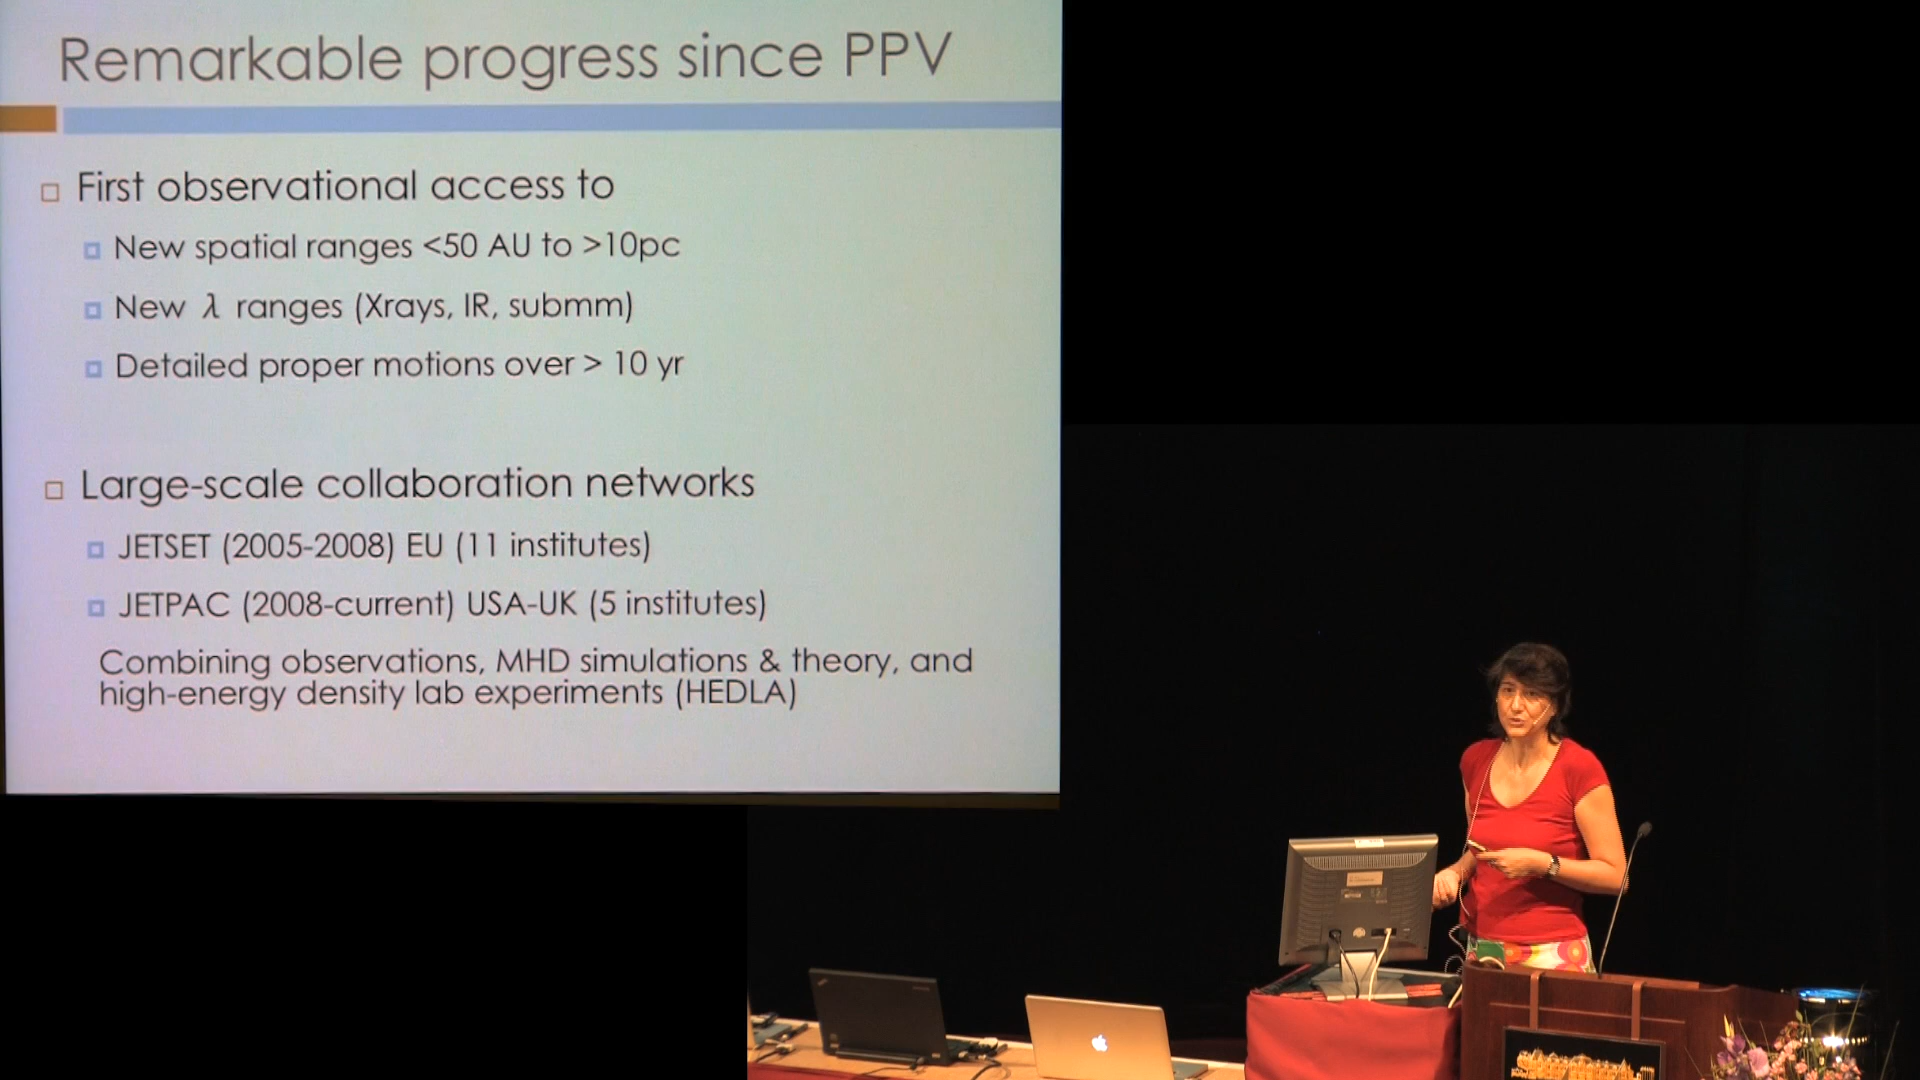 Remarkable progress since PPV
First observational access to
New spatial ranges <50 AU to >10pc
New λ ranges (Xrays, IR, submm)
Detailed proper motions over > 10 yr
Large-scale collaboration networks
JETSET (2005-2008) EU (11 institutes)
JETPAC (2008-current) USA-UK (5 institutes)
Combining observations, MHD simulations & theory, and
high-energy density lab experiments (HEDLA)